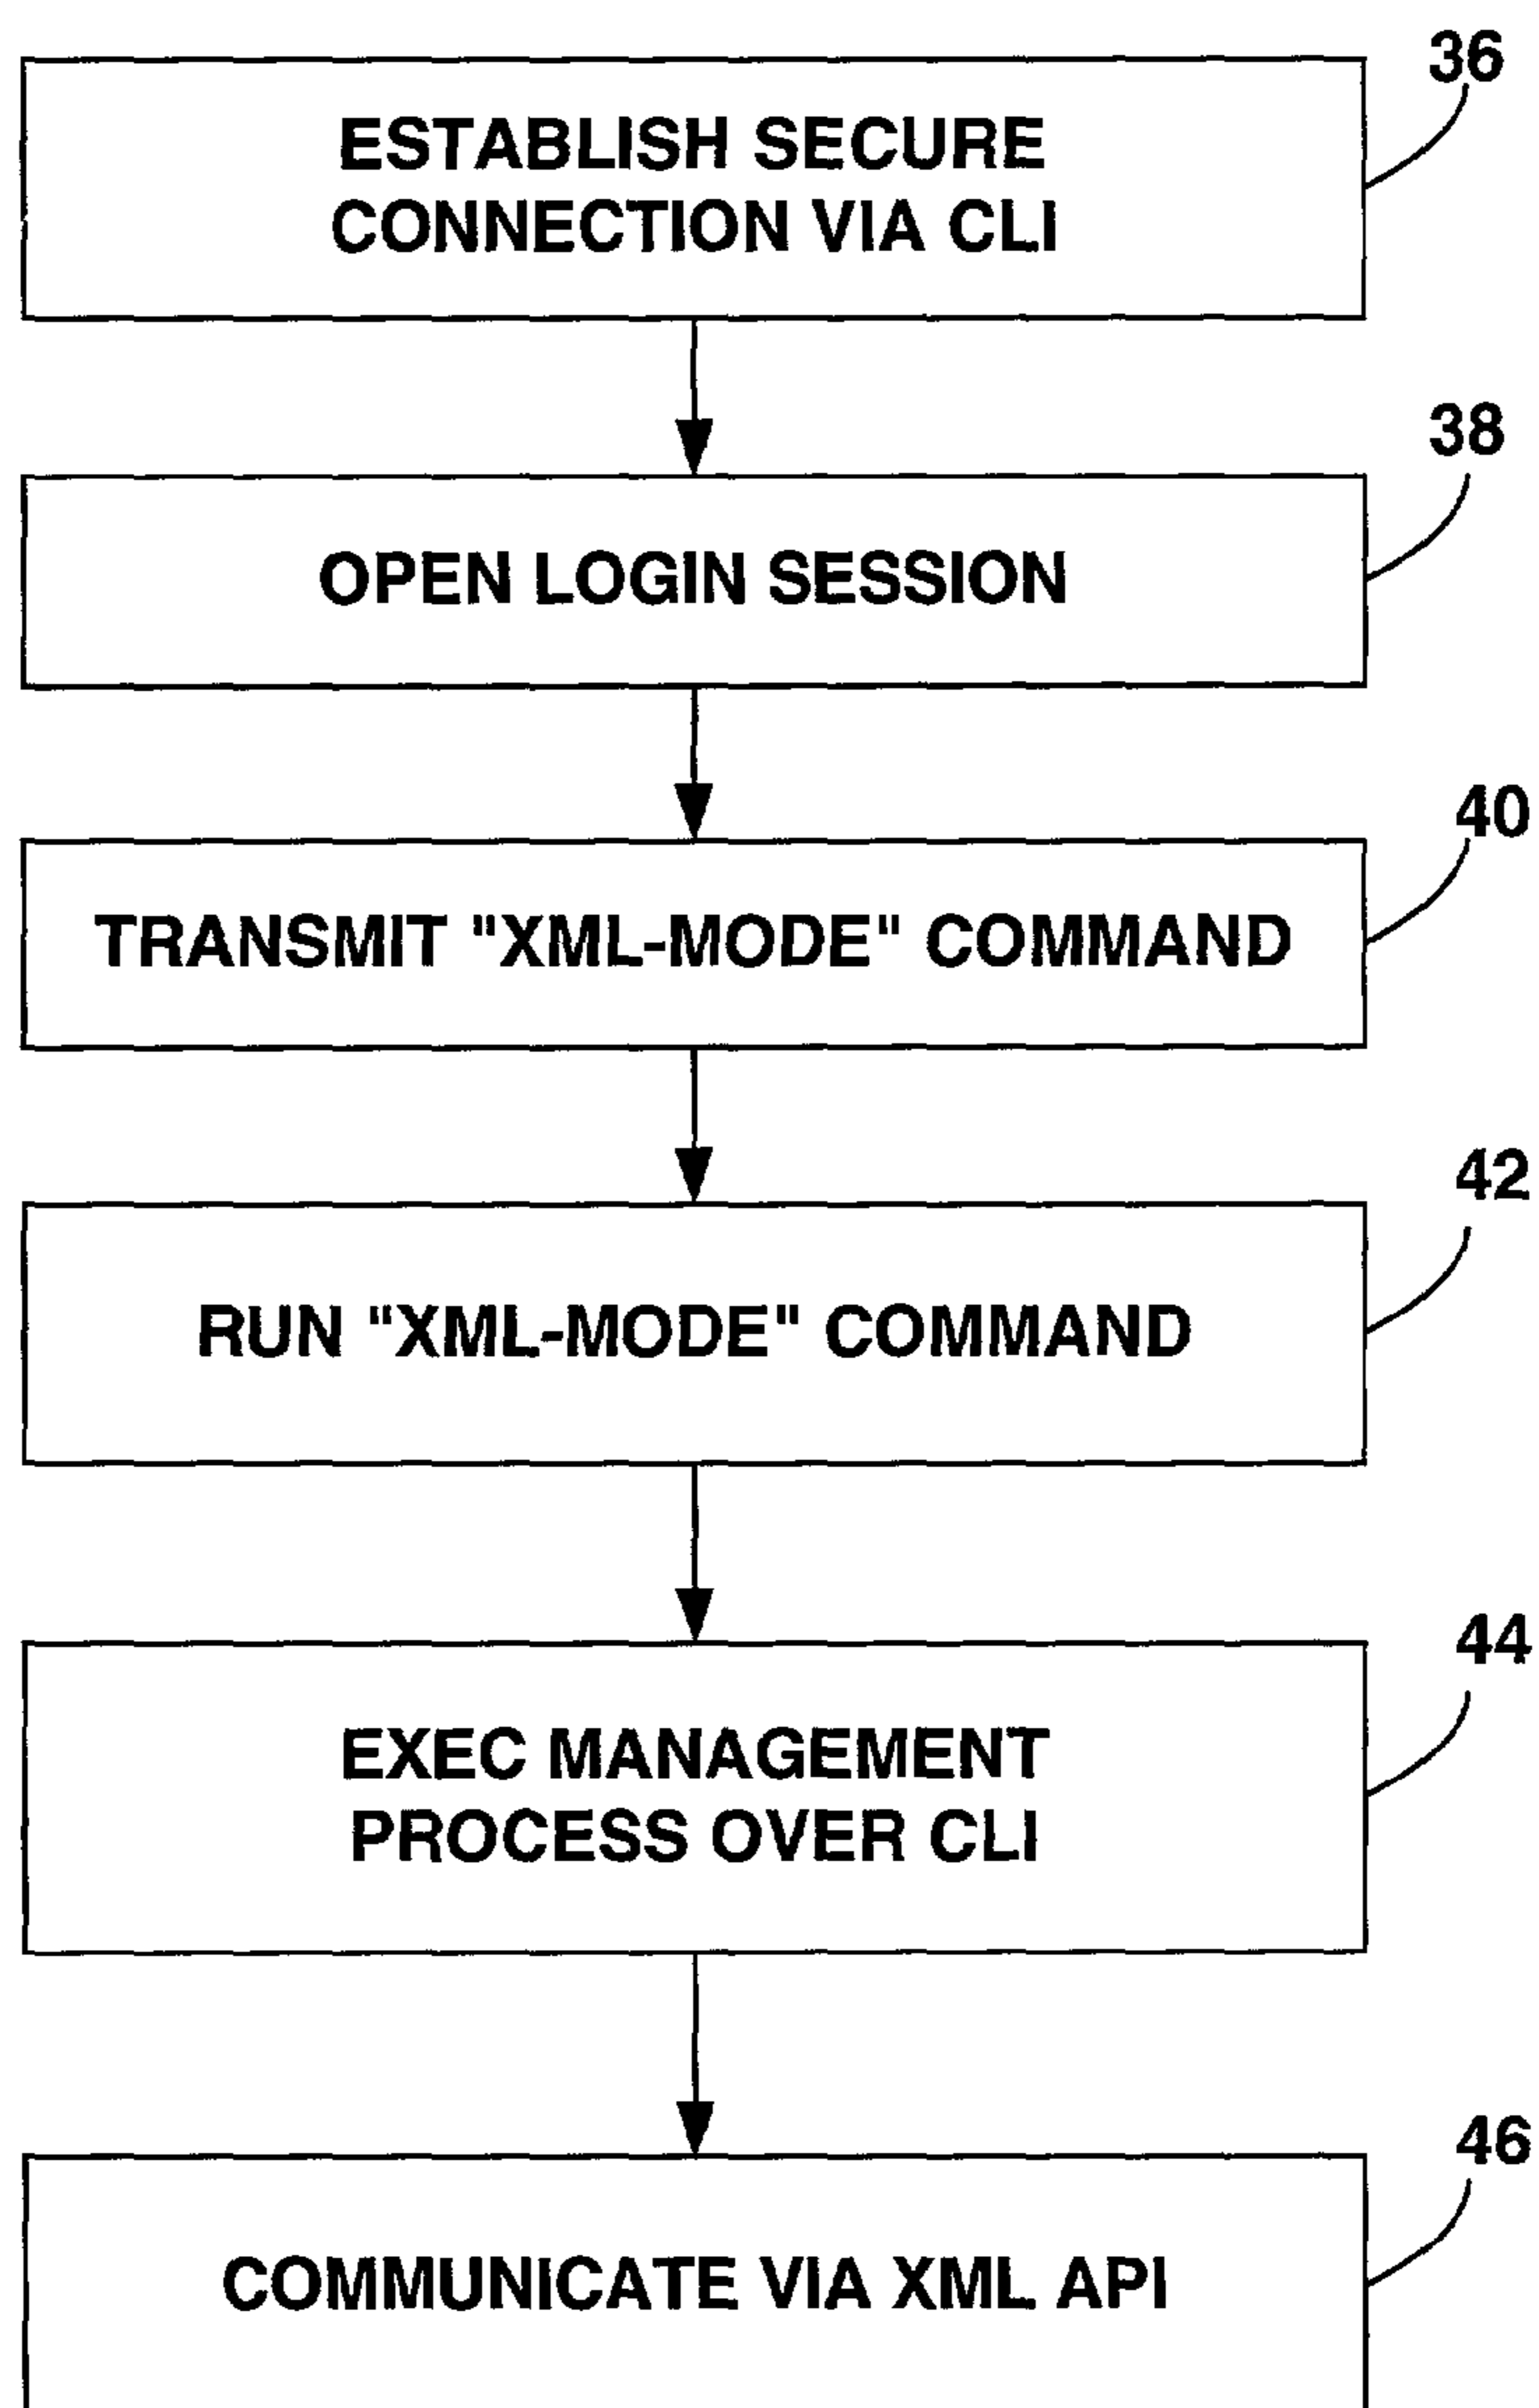 36
ESTABLISH SECURE
CONNECTION VIA CLI
38
OPEN LOGIN SESSION
40
TRANSMIT "XML-MODE" COMMAND
42
RUN "XML-MODE" COMMAND
44
EXEC MANAGEMENT
PROCESS OVER CLI
46
COMMUNICATE VIA XML API